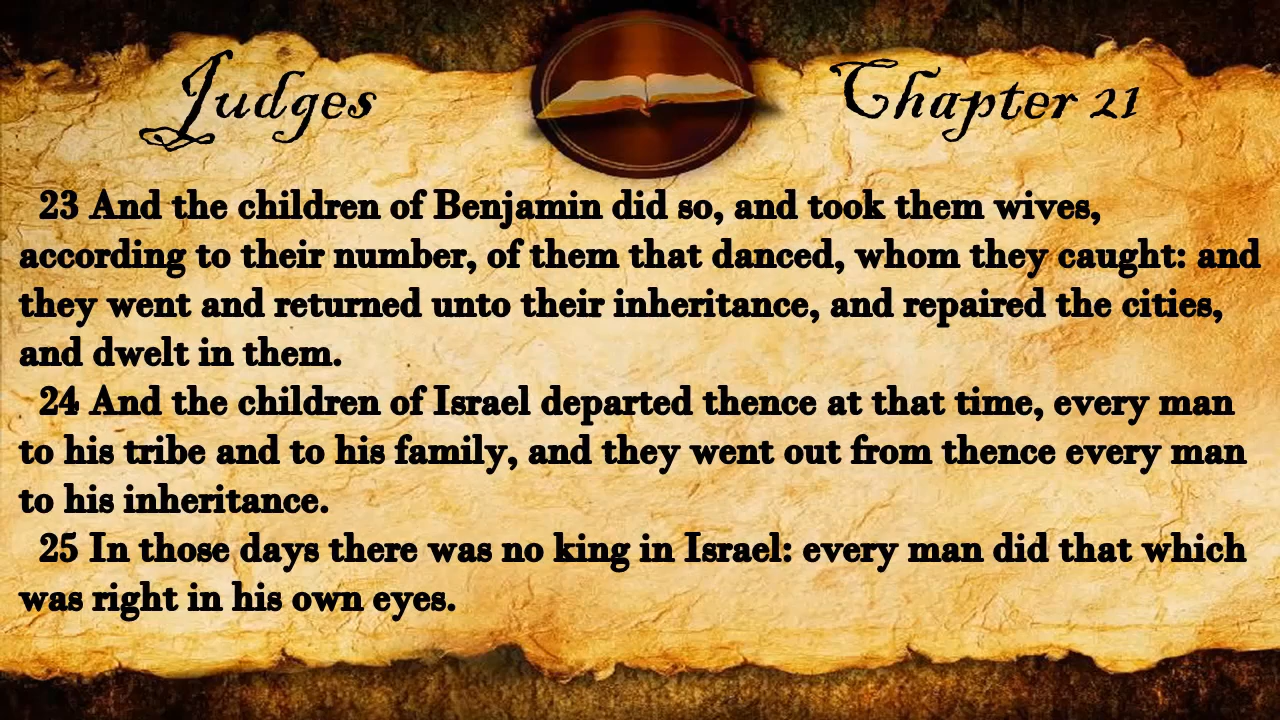 Judges Chapter 21
23 And the children of Benjamin did so, and took them wives,
according to their number, of them that danced, whom they caught: and
they went and returned unto their inheritance, and repaired the cities,
and dwelt in them.
24 And the children of Israel departed thence at that time, every man
to his tribe and to his family, and they went out from thence every man
to his inheritance.
25 In those days there was no king in Israel: every man did that which
was right in his own eyes.